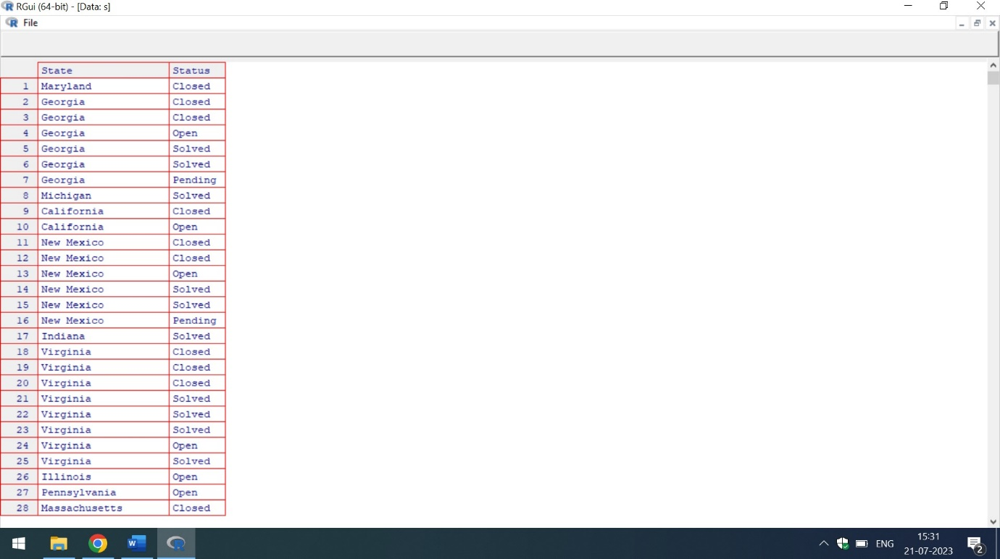 RGui (64-bit) - [Data: s]
File
State Status
1 Maryland Closed
2 Georgia Closed
3 Georgia Closed
4 Georgia Open
5 Georgia Solved
6 Georgia Solved
7 Georgia Pending
8 Michigan Solved
9 California Closed
10 California Open
11 New Mexico Closed
12 New Mexico Closed
13 New Mexico Open
14 New Mexico Solved
15 New Mexico Solved
16 New Mexico Pending
17 Indiana Solved
18 Virginia Closed
19 Virginia Closed
20 Virginia Closed
21 Virginia Solved
22 Virginia Solved
23 Virginia Solved
24 Virginia Open
25 Virginia Solved
26 Illinois Open
27 Pennsylvania Open
28 Massachusetts Closed
ENG
15:31
21-07-2023
2